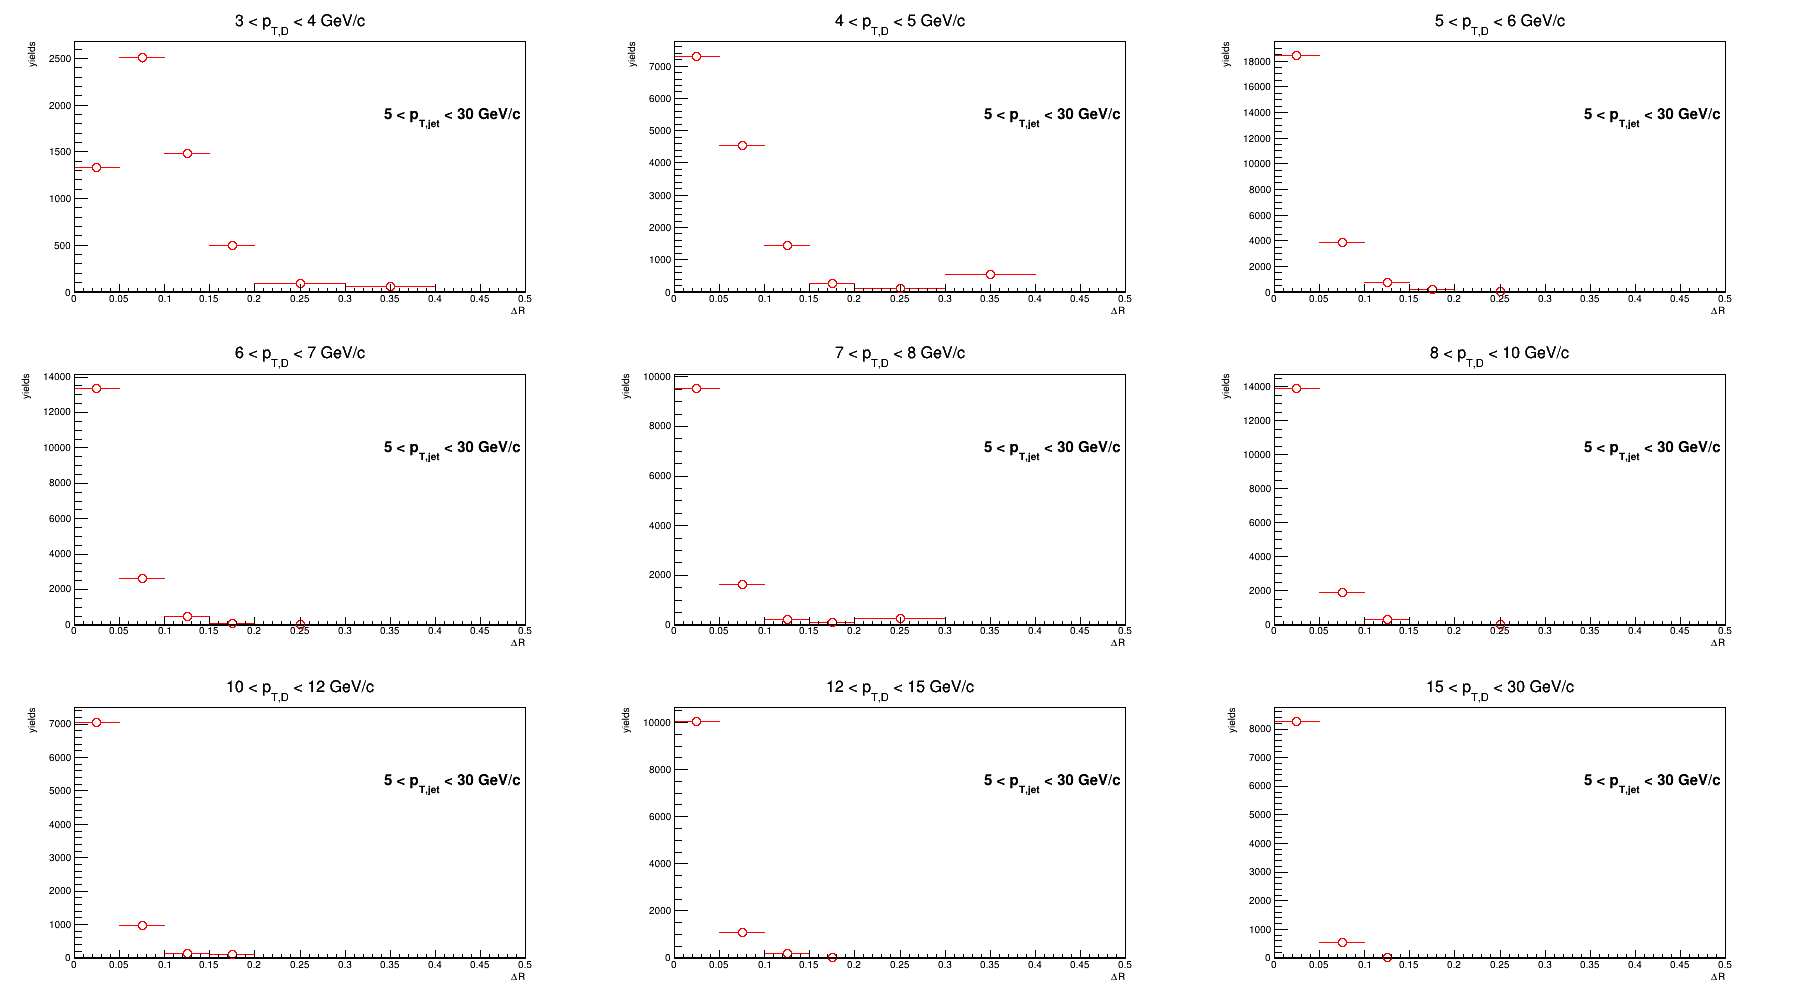 3 < p_T,D < 4 GeV/c
yields
2500
2000
1500
1000
500
0
5 < p_T,jet < 30 GeV/c
0 0.05 0.1 0.15 0.2 0.25 0.3 0.35 0.4 0.45 0.5
ΔR
4 < p_T,D < 5 GeV/c
yields
7000
6000
5000
4000
3000
2000
1000
0
5 < p_T,jet < 30 GeV/c
0 0.05 0.1 0.15 0.2 0.25 0.3 0.35 0.4 0.45 0.5
ΔR
5 < p_T,D < 6 GeV/c
yields
18000
16000
14000
12000
10000
8000
6000
4000
2000
0
5 < p_T,jet < 30 GeV/c
0 0.05 0.1 0.15 0.2 0.25 0.3 0.35 0.4 0.45 0.5
ΔR
6 < p_T,D < 7 GeV/c
yields
14000
12000
10000
8000
6000
4000
2000
0
5 < p_T,jet < 30 GeV/c
0 0.05 0.1 0.15 0.2 0.25 0.3 0.35 0.4 0.45 0.5
ΔR
7 < p_T,D < 8 GeV/c
yields
10000
8000
6000
4000
2000
0
5 < p_T,jet < 30 GeV/c
0 0.05 0.1 0.15 0.2 0.25 0.3 0.35 0.4 0.45 0.5
ΔR
8 < p_T,D < 10 GeV/c
yields
14000
12000
10000
8000
6000
4000
2000
0
5 < p_T,jet < 30 GeV/c
0 0.05 0.1 0.15 0.2 0.25 0.3 0.35 0.4 0.45 0.5
ΔR
10 < p_T,D < 12 GeV/c
yields
7000
6000
5000
4000
3000
2000
1000
0
5 < p_T,jet < 30 GeV/c
0 0.05 0.1 0.15 0.2 0.25 0.3 0.35 0.4 0.45 0.5
ΔR
12 < p_T,D < 15 GeV/c
yields
10000
8000
6000
4000
2000
0
5 < p_T,jet < 30 GeV/c
0 0.05 0.1 0.15 0.2 0.25 0.3 0.35 0.4 0.45 0.5
ΔR
15 < p_T,D < 30 GeV/c
yields
8000
7000
6000
5000
4000
3000
2000
1000
0
5 < p_T,jet < 30 GeV/c
0 0.05 0.1 0.15 0.2 0.25 0.3 0.35 0.4 0.45 0.5
ΔR